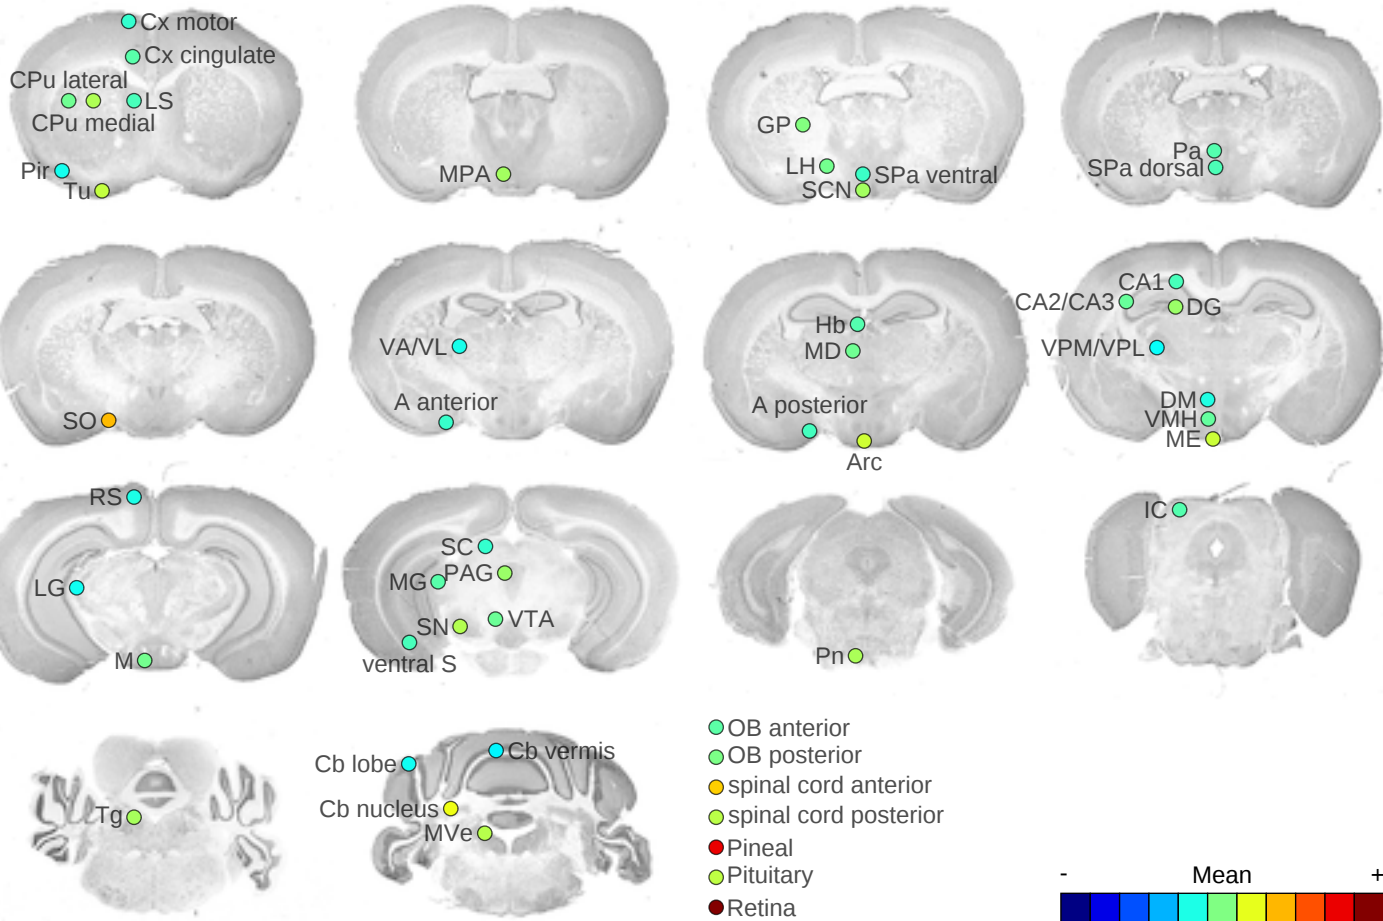 Cx motor
Cx cingulate
CPu lateral
LS
CPu medial
Pir
Tu
MPA
GP
LH
SPa ventral
SCN
Pa
SPa dorsal
SO
VA/VL
A anterior
Hb
MD
A posterior
Arc
CA1
CA2/CA3
DG
VPM/VPL
DM
VMH
ME
RS
LG
M
SC
MG
PAG
SN
VTA
ventral S
Pn
IC
Tg
Cb lobe
Cb vermis
Cb nucleus
MVe
OB anterior
OB posterior
spinal cord anterior
spinal cord posterior
Pineal
Pituitary
Retina
- Mean +